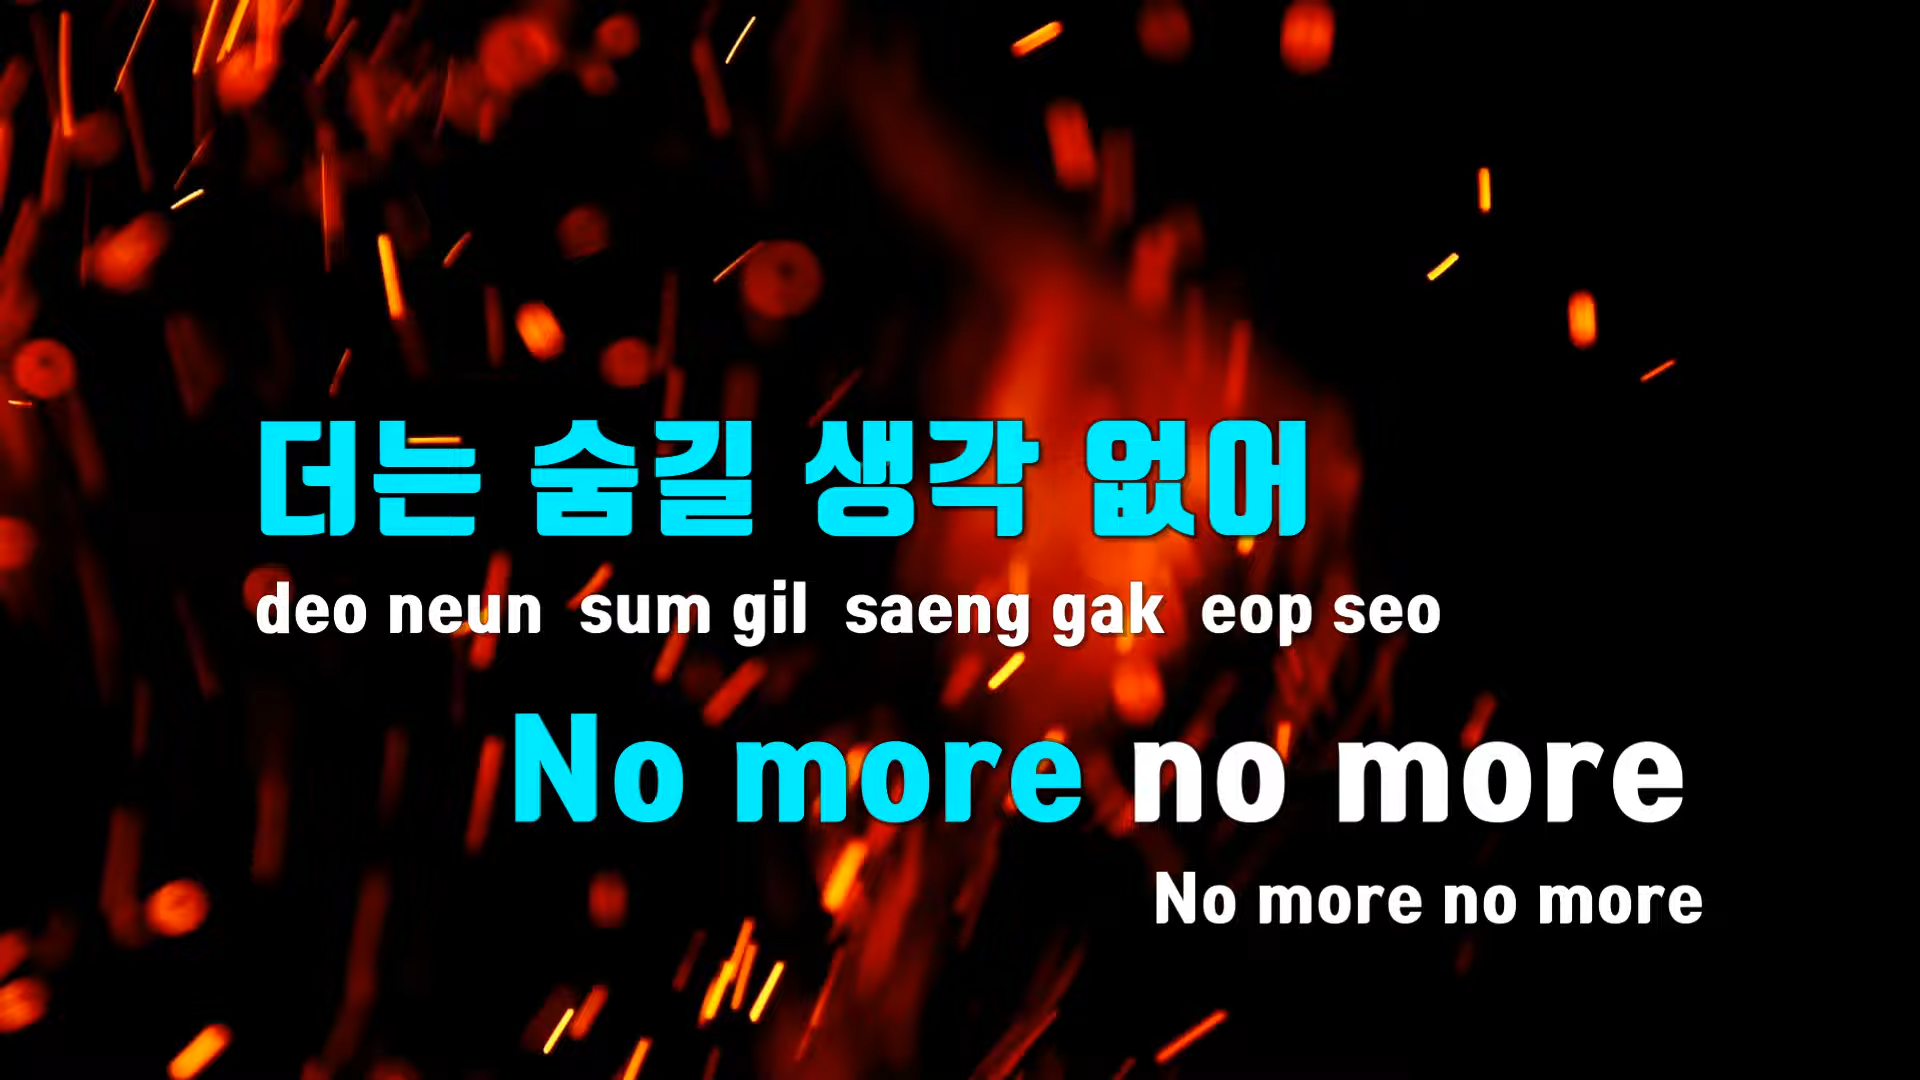 더는 숨길 생각 없어
deo neun sum gil saeng gak eop seo
No more no more
No more no more